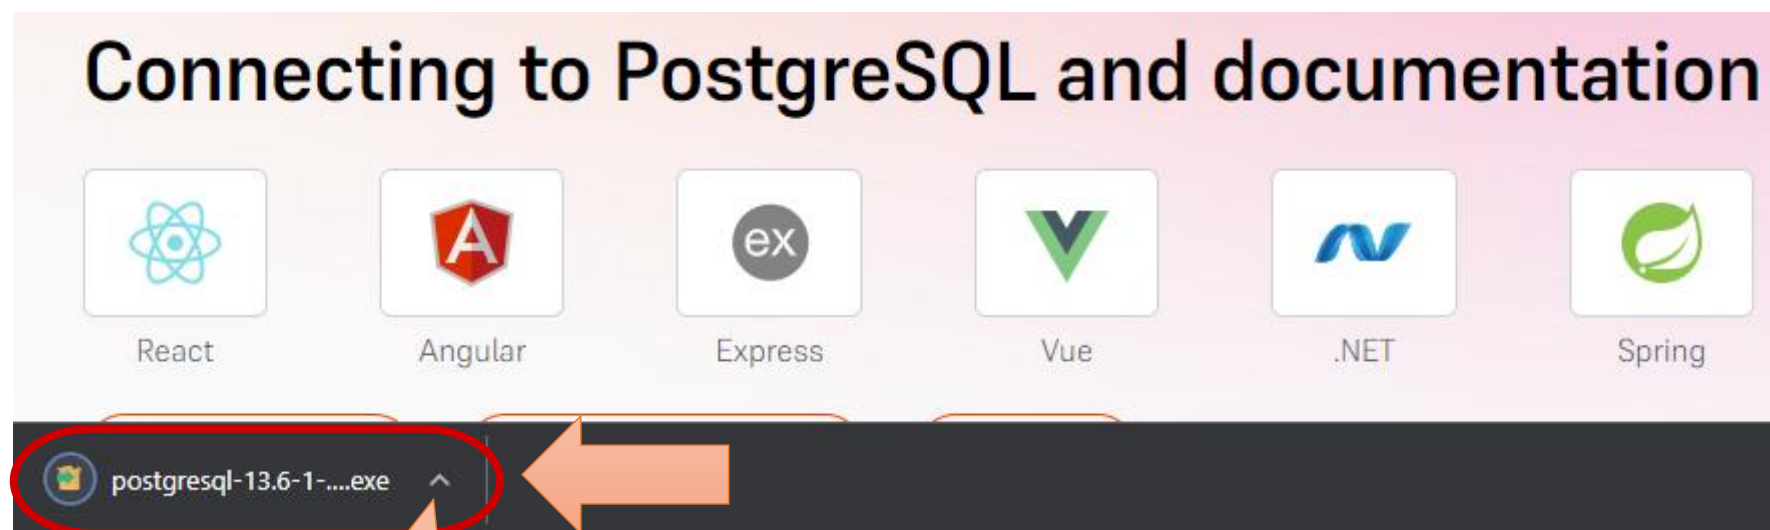 Connecting to PostgreSQL and documentation
ex
React Angular Express Vue .NET Spring
postgresql-13.6-1-....exe